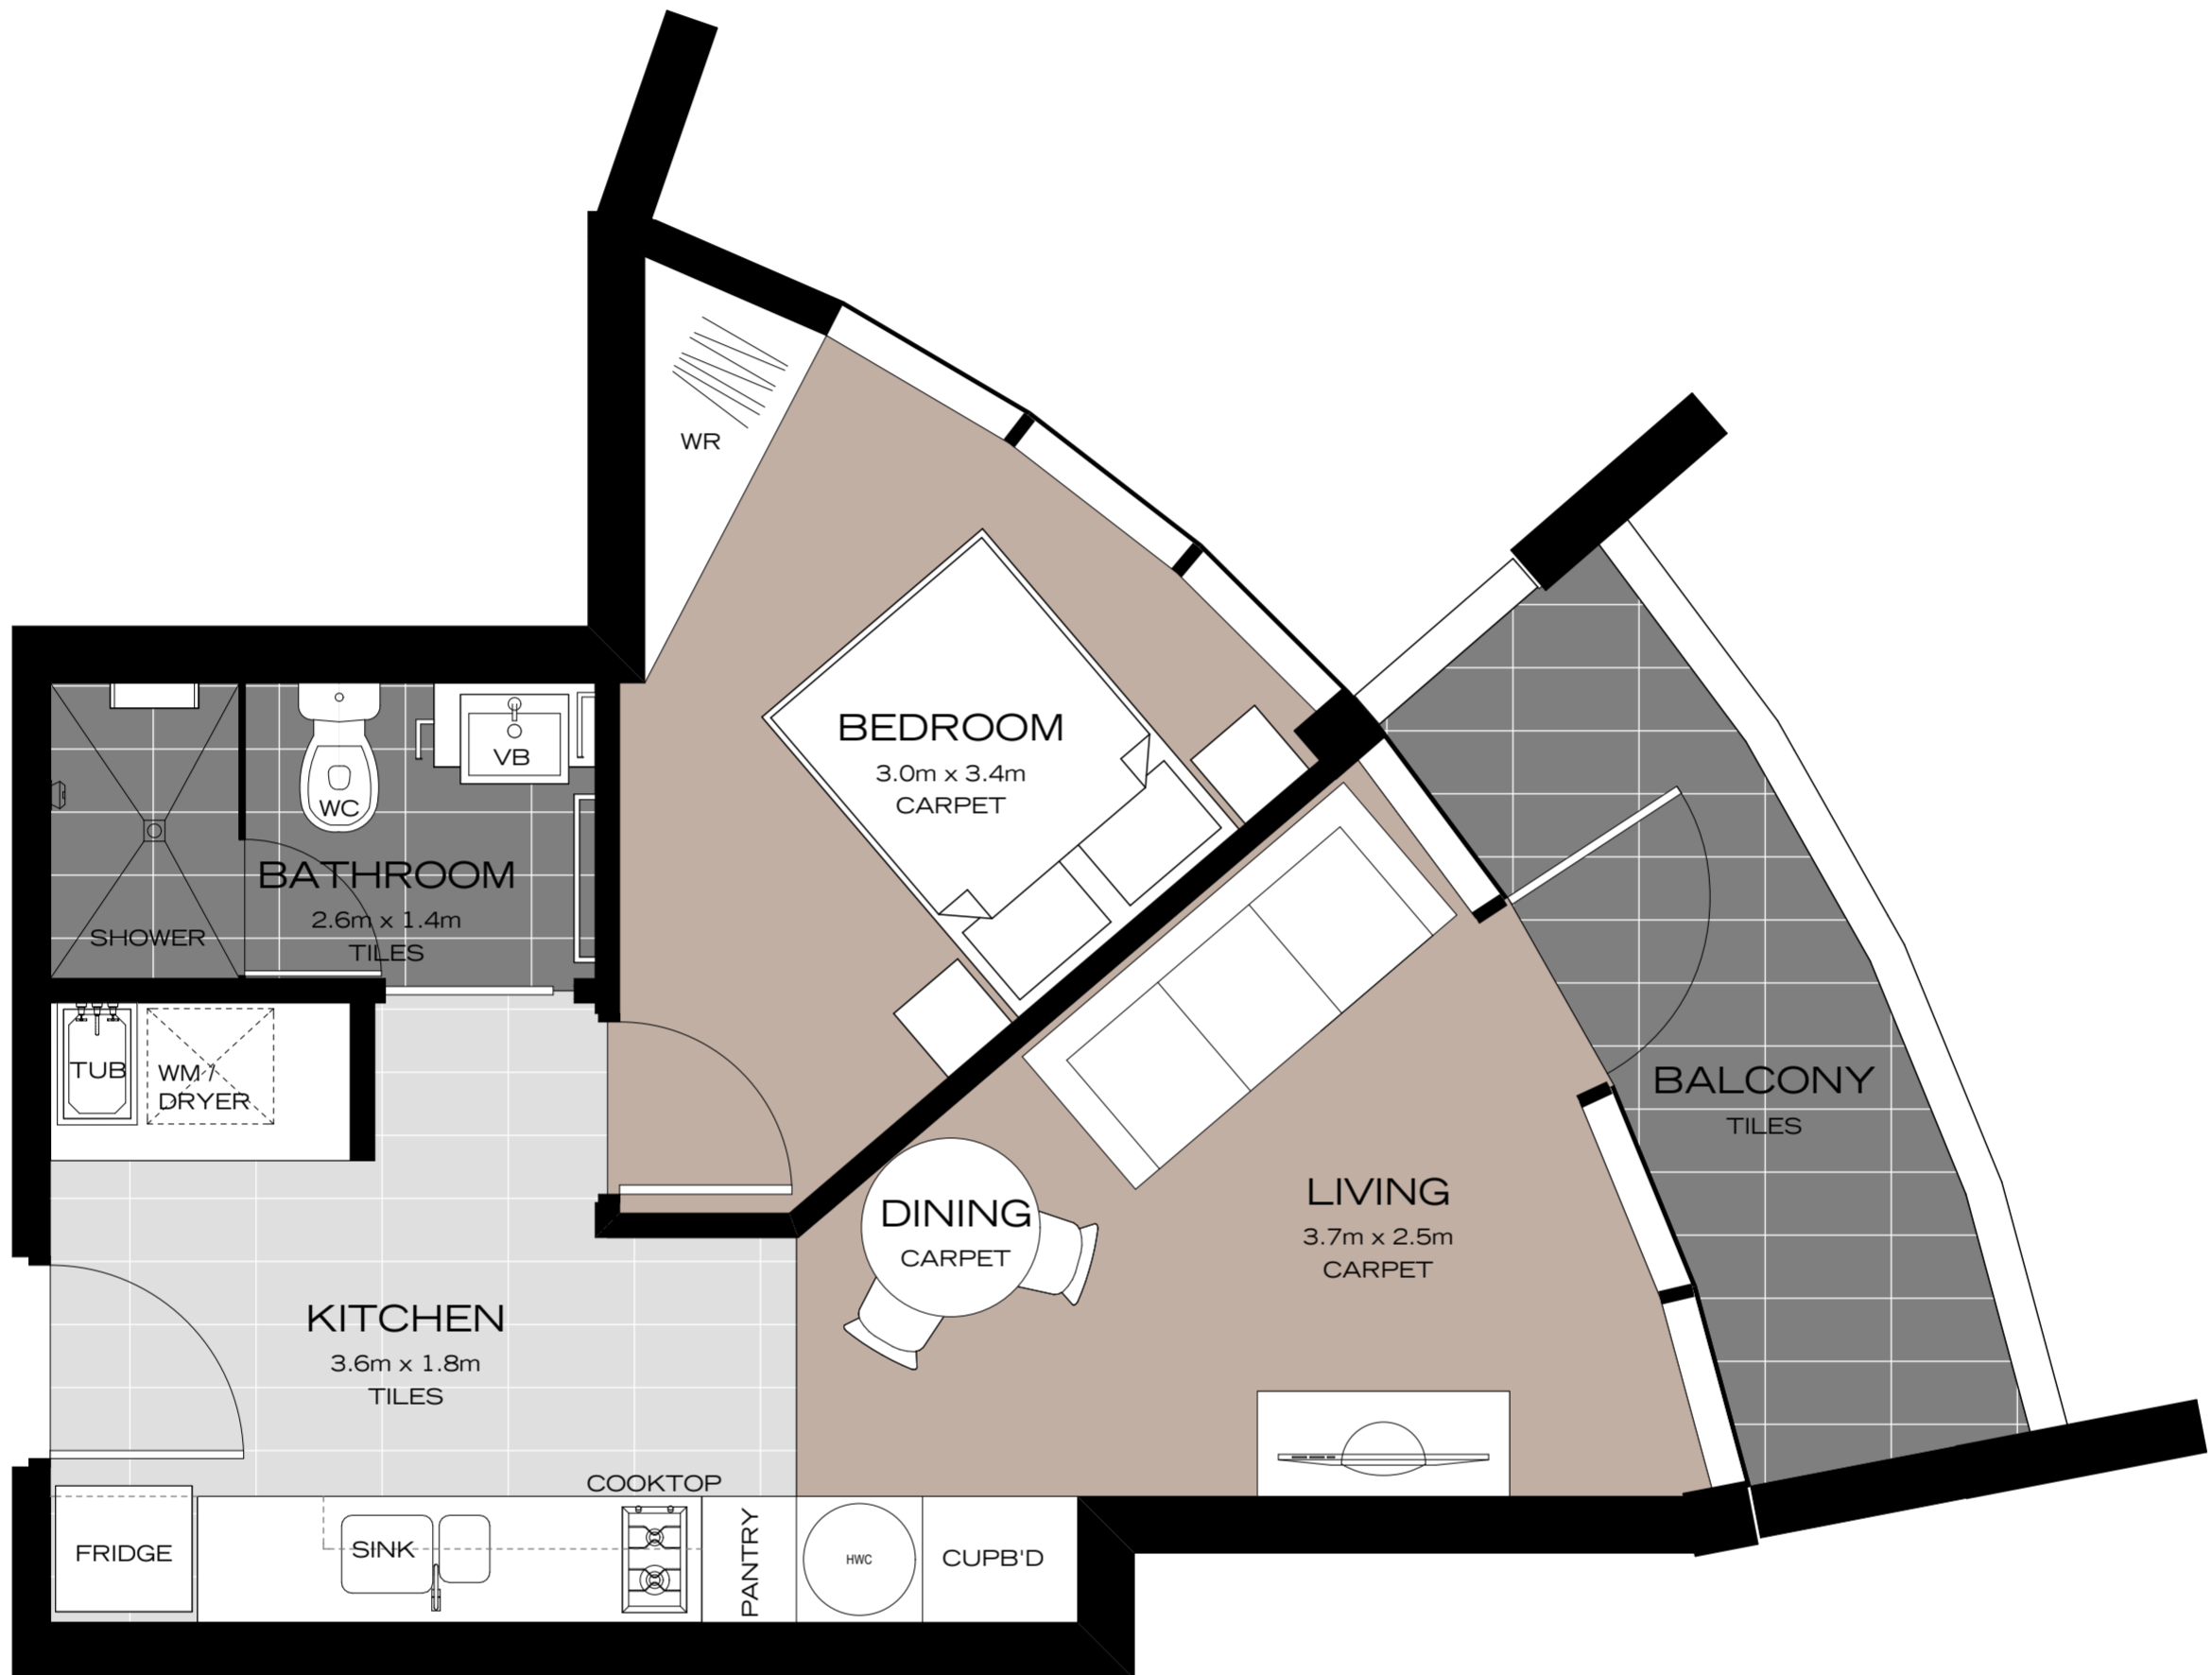 WR
BEDROOM
3.0m x 3.4m
CARPET
VB
WC
BATHROOM
2.6m x 1.4m
TILES
SHOWER
TUB
WM /
DRYER
BALCONY
TILES
LIVING
3.7m x 2.5m
CARPET
DINING
CARPET
KITCHEN
3.6m x 1.8m
TILES
COOKTOP
FRIDGE
SINK
PANTRY
HWC
CUPB'D